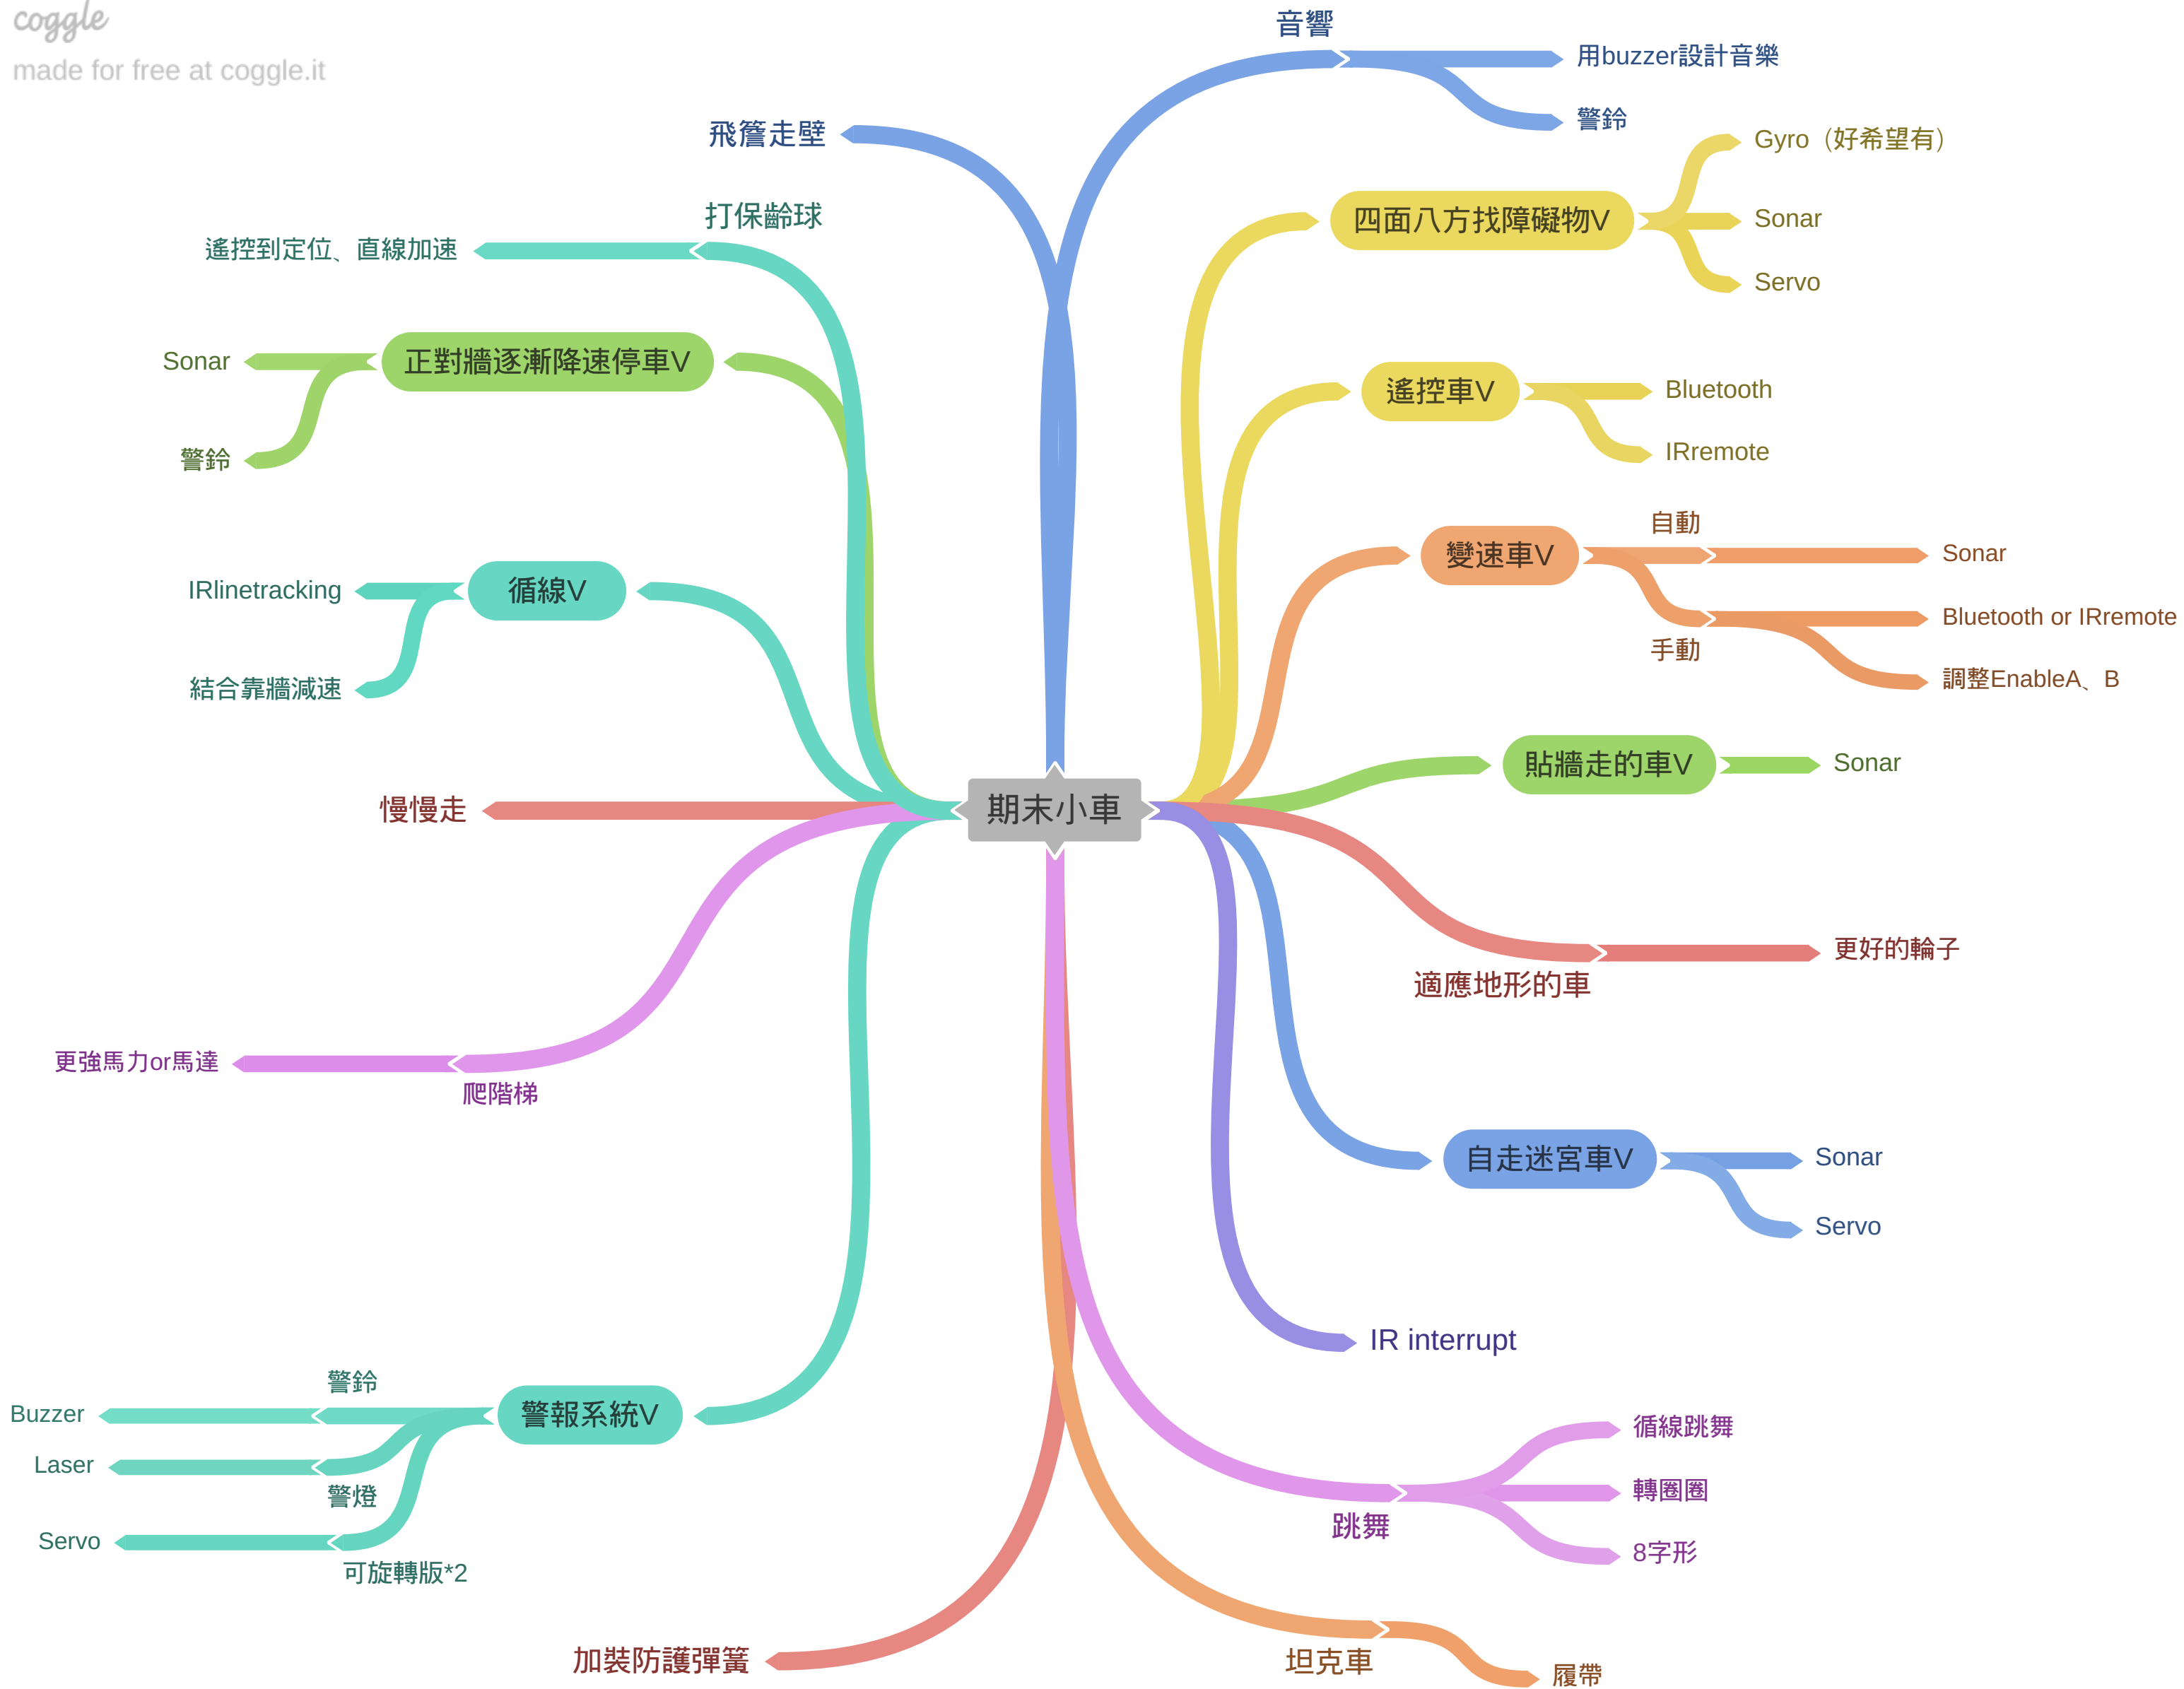 coggle
made for free at coggle.it
期末小車
音響
用buzzer設計音樂
警鈴
四面八方找障礙物V
Gyro（好希望有）
Sonar
Servo
遙控車V
Bluetooth
IRremote
變速車V
自動
Sonar
手動
Bluetooth or IRremote
調整EnableA、B
貼牆走的車V
Sonar
適應地形的車
更好的輪子
自走迷宮車V
Sonar
Servo
IR interrupt
跳舞
循線跳舞
轉圈圈
8字形
坦克車
履帶
飛簷走壁
打保齡球
遙控到定位、直線加速
正對牆逐漸降速停車V
Sonar
警鈴
循線V
IRlinetracking
結合靠牆減速
慢慢走
爬階梯
更強馬力or馬達
警報系統V
警鈴
Buzzer
警燈
Laser
可旋轉版*2
Servo
加裝防護彈簧